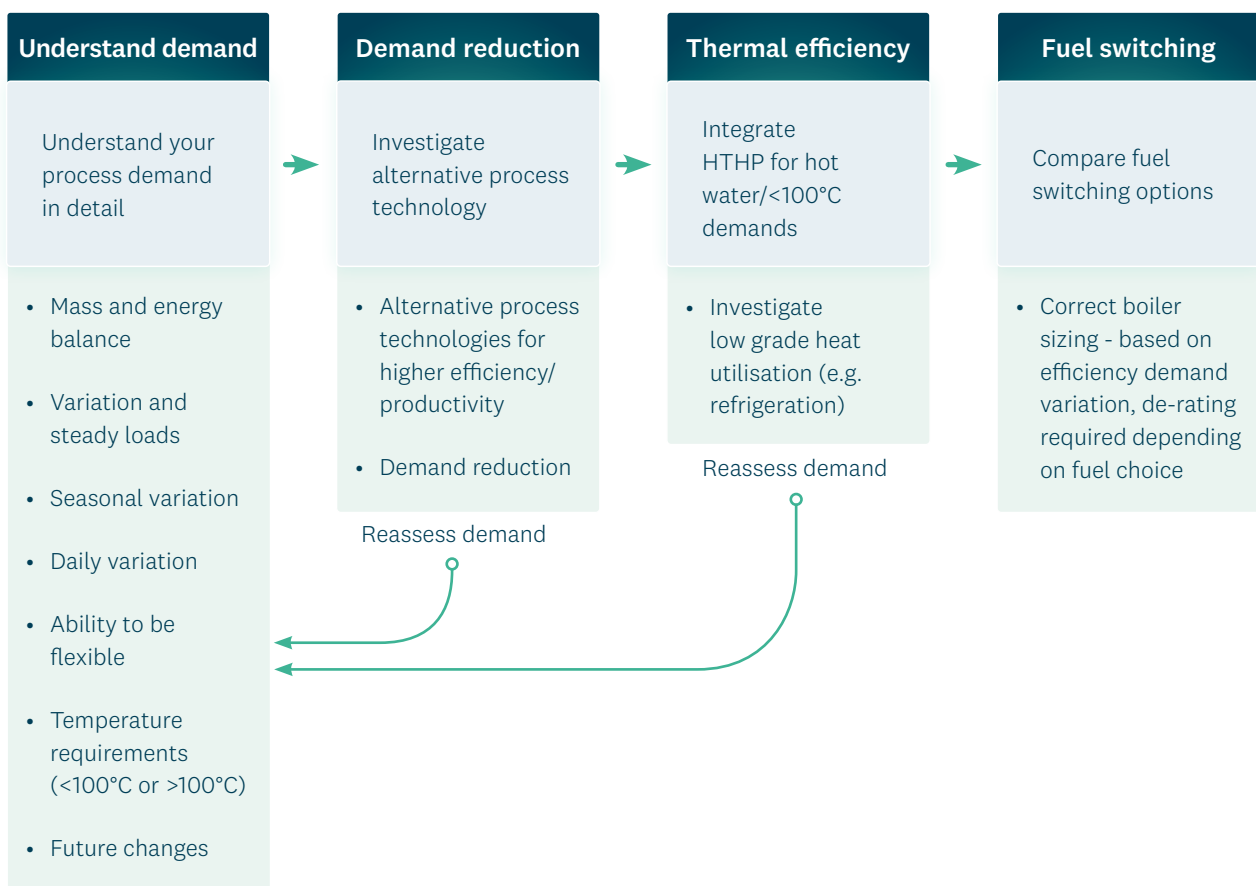 Understand demand
Understand your
process demand
in detail
• Mass and energy
balance
• Variation and
steady loads
• Seasonal variation
• Daily variation
• Ability to be
flexible
• Temperature
requirements
(<100°C or >100°C)
• Future changes
Demand reduction
Investigate
alternative process
technology
• Alternative process
technologies for
higher efficiency/
productivity
• Demand reduction
Reassess demand
Thermal efficiency
Integrate
HTHP for hot
water/<100°C
demands
• Investigate
low grade heat
utilisation (e.g.
refrigeration)
Reassess demand
Fuel switching
Compare fuel
switching options
• Correct boiler
sizing - based on
efficiency demand
variation, de-rating
required depending
on fuel choice